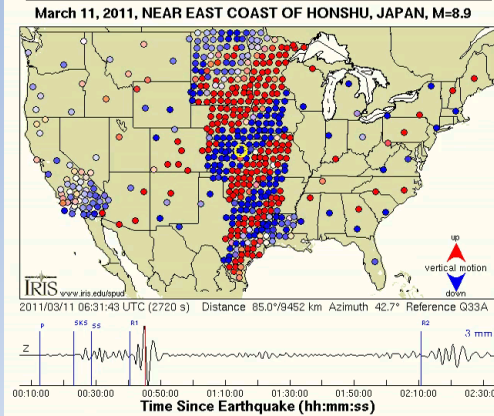 March 11, 2011, NEAR EAST COAST OF HONSHU, JAPAN, M=8.9
up
vertical motion
down
IRIS www.iris.edu/spud
2011/03/11 06:31:43 UTC (2720 s) Distance 85.0°/9452 km Azimuth 42.7° Reference Q33A
P SKS SS R1 R2 3 mm
Z
00:10:00 00:30:00 00:50:00 01:10:00 01:30:00 01:50:00 02:10:00 02:30:0
Time Since Earthquake (hh:mm:ss)